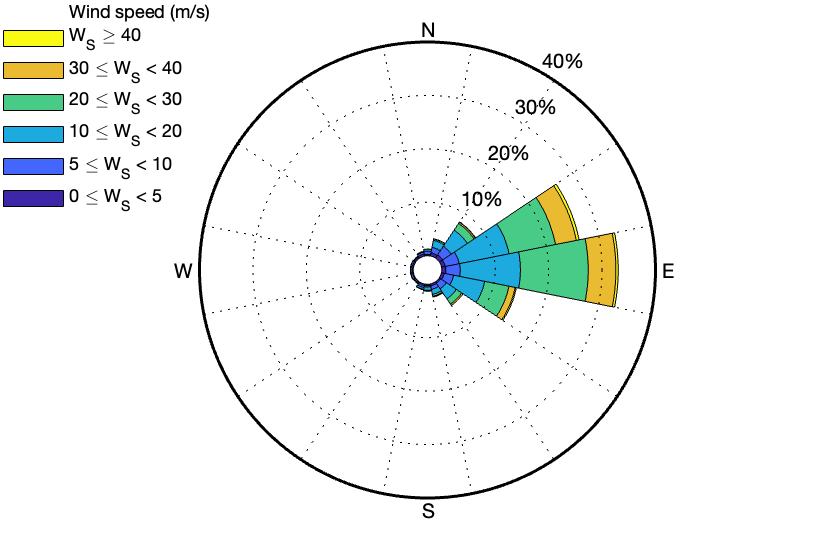 Wind speed (m/s)
W_S ≥ 40
30 ≤ W_S < 40
20 ≤ W_S < 30
10 ≤ W_S < 20
5 ≤ W_S < 10
0 ≤ W_S < 5
N
40%
30%
20%
10%
W
E
S